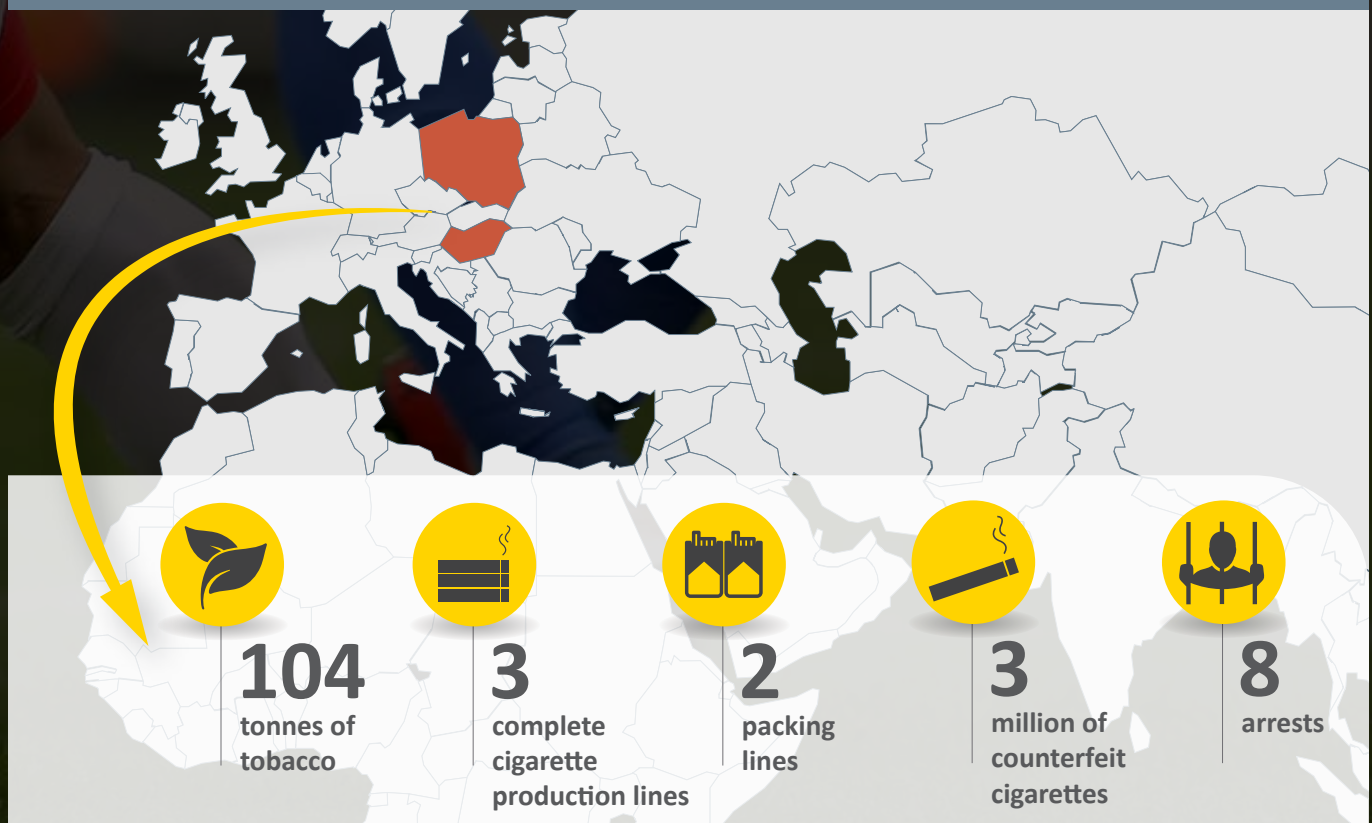 104
tonnes of
tobacco
3
complete
cigarette
production lines
2
packing
lines
3
million of
counterfeit
cigarettes
8
arrests